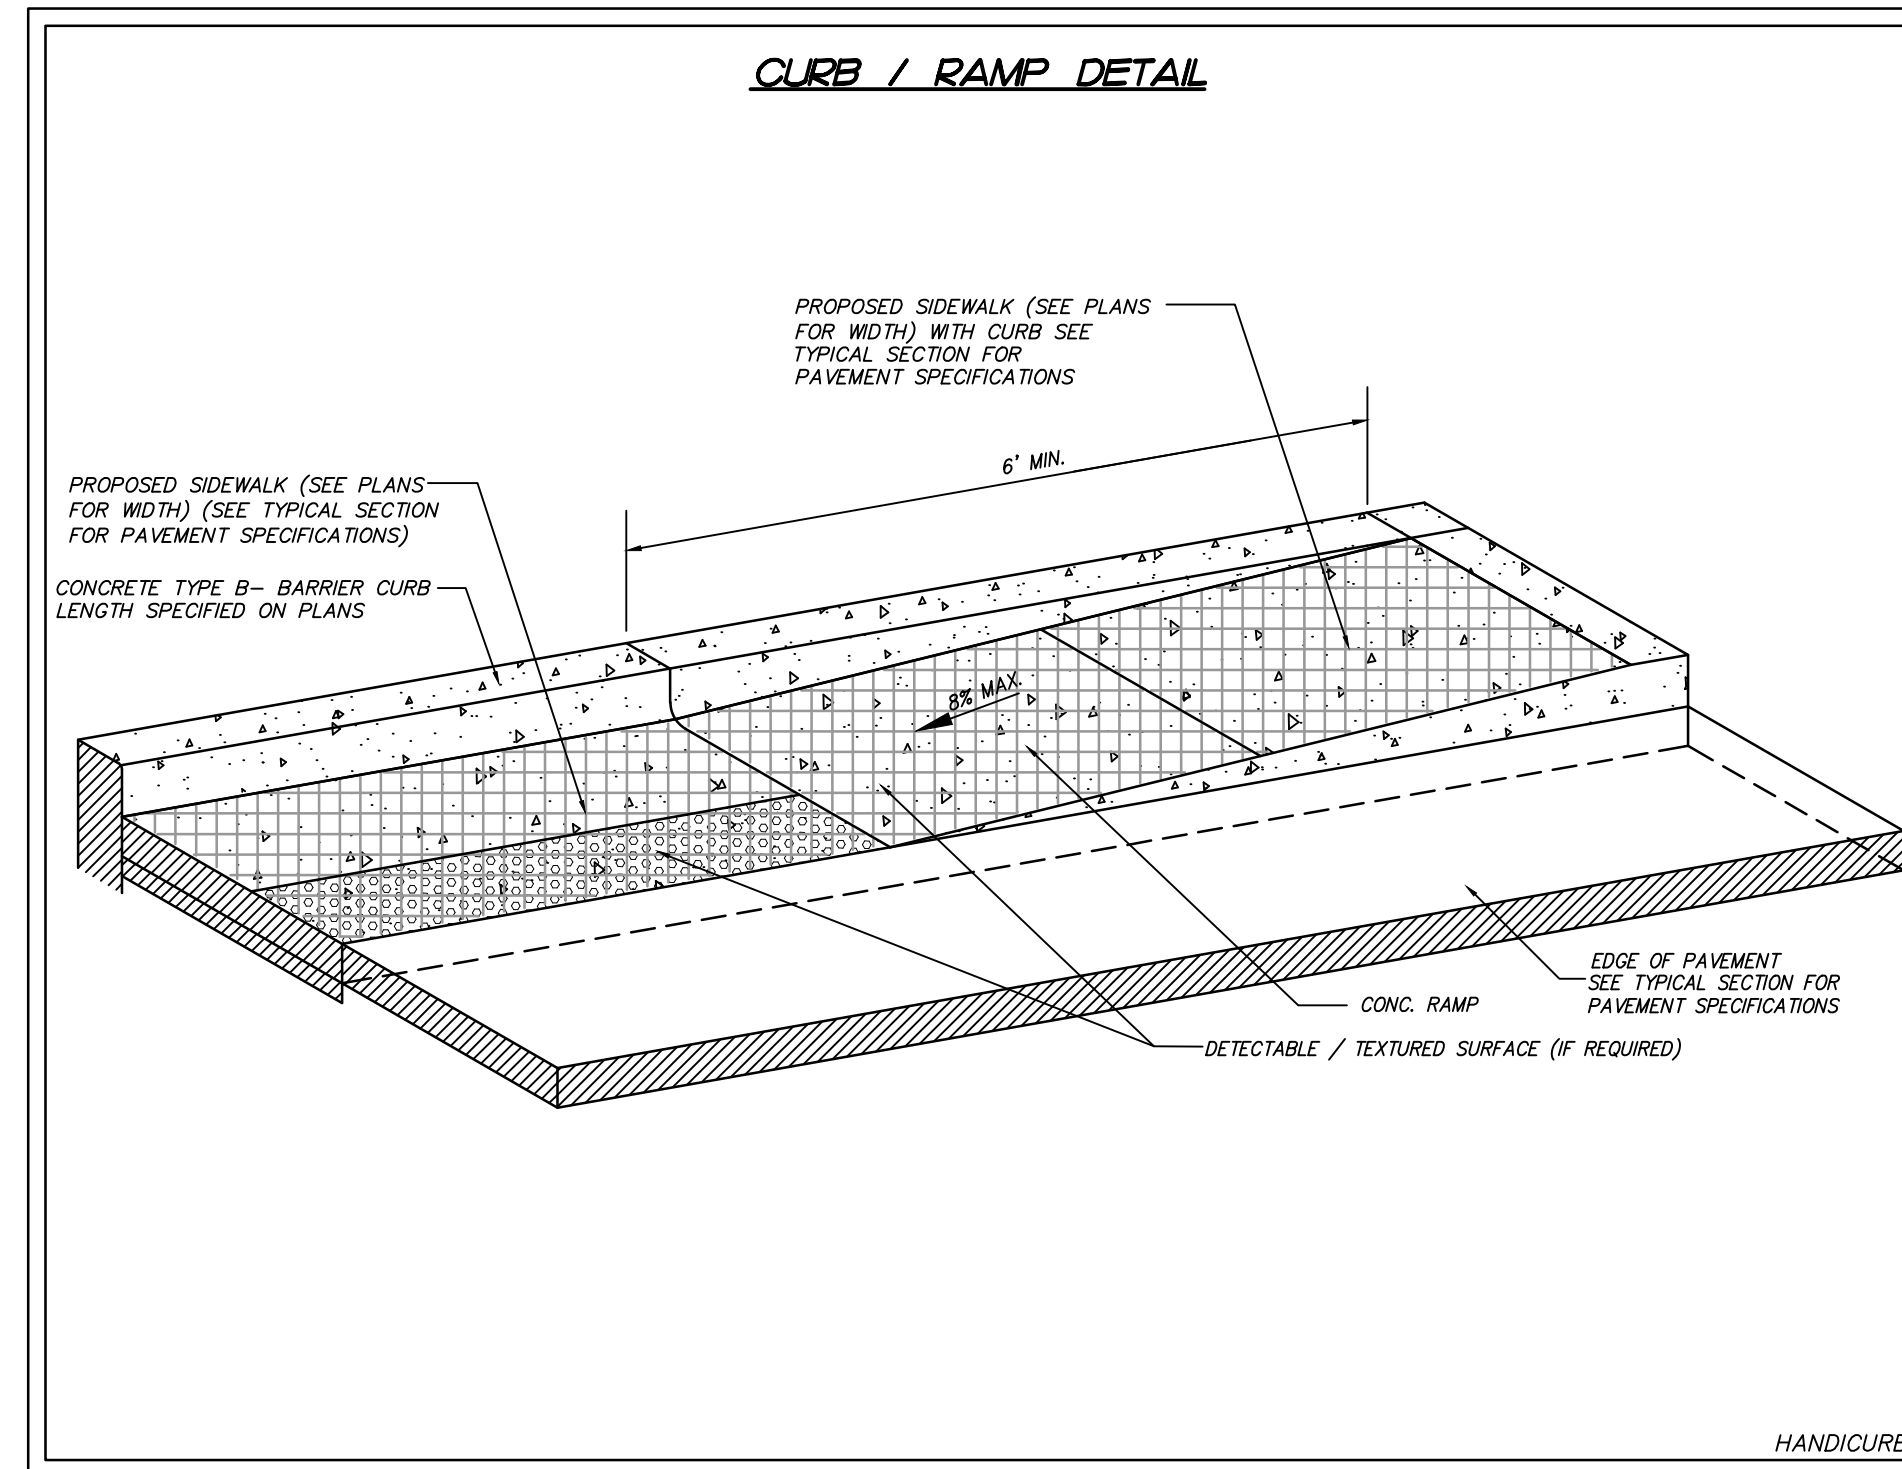 CURB / RAMP DETAIL
PROPOSED SIDEWALK (SEE PLANS
FOR WIDTH) WITH CURB SEE
TYPICAL SECTION FOR
PAVEMENT SPECIFICATIONS
6' MIN.
PROPOSED SIDEWALK (SEE PLANS
FOR WIDTH) (SEE TYPICAL SECTION
FOR PAVEMENT SPECIFICATIONS)
CONCRETE TYPE B- BARRIER CURB
LENGTH SPECIFIED ON PLANS
8% MAX.
EDGE OF PAVEMENT
SEE TYPICAL SECTION FOR
PAVEMENT SPECIFICATIONS
CONC. RAMP
DETECTABLE / TEXTURED SURFACE (IF REQUIRED)